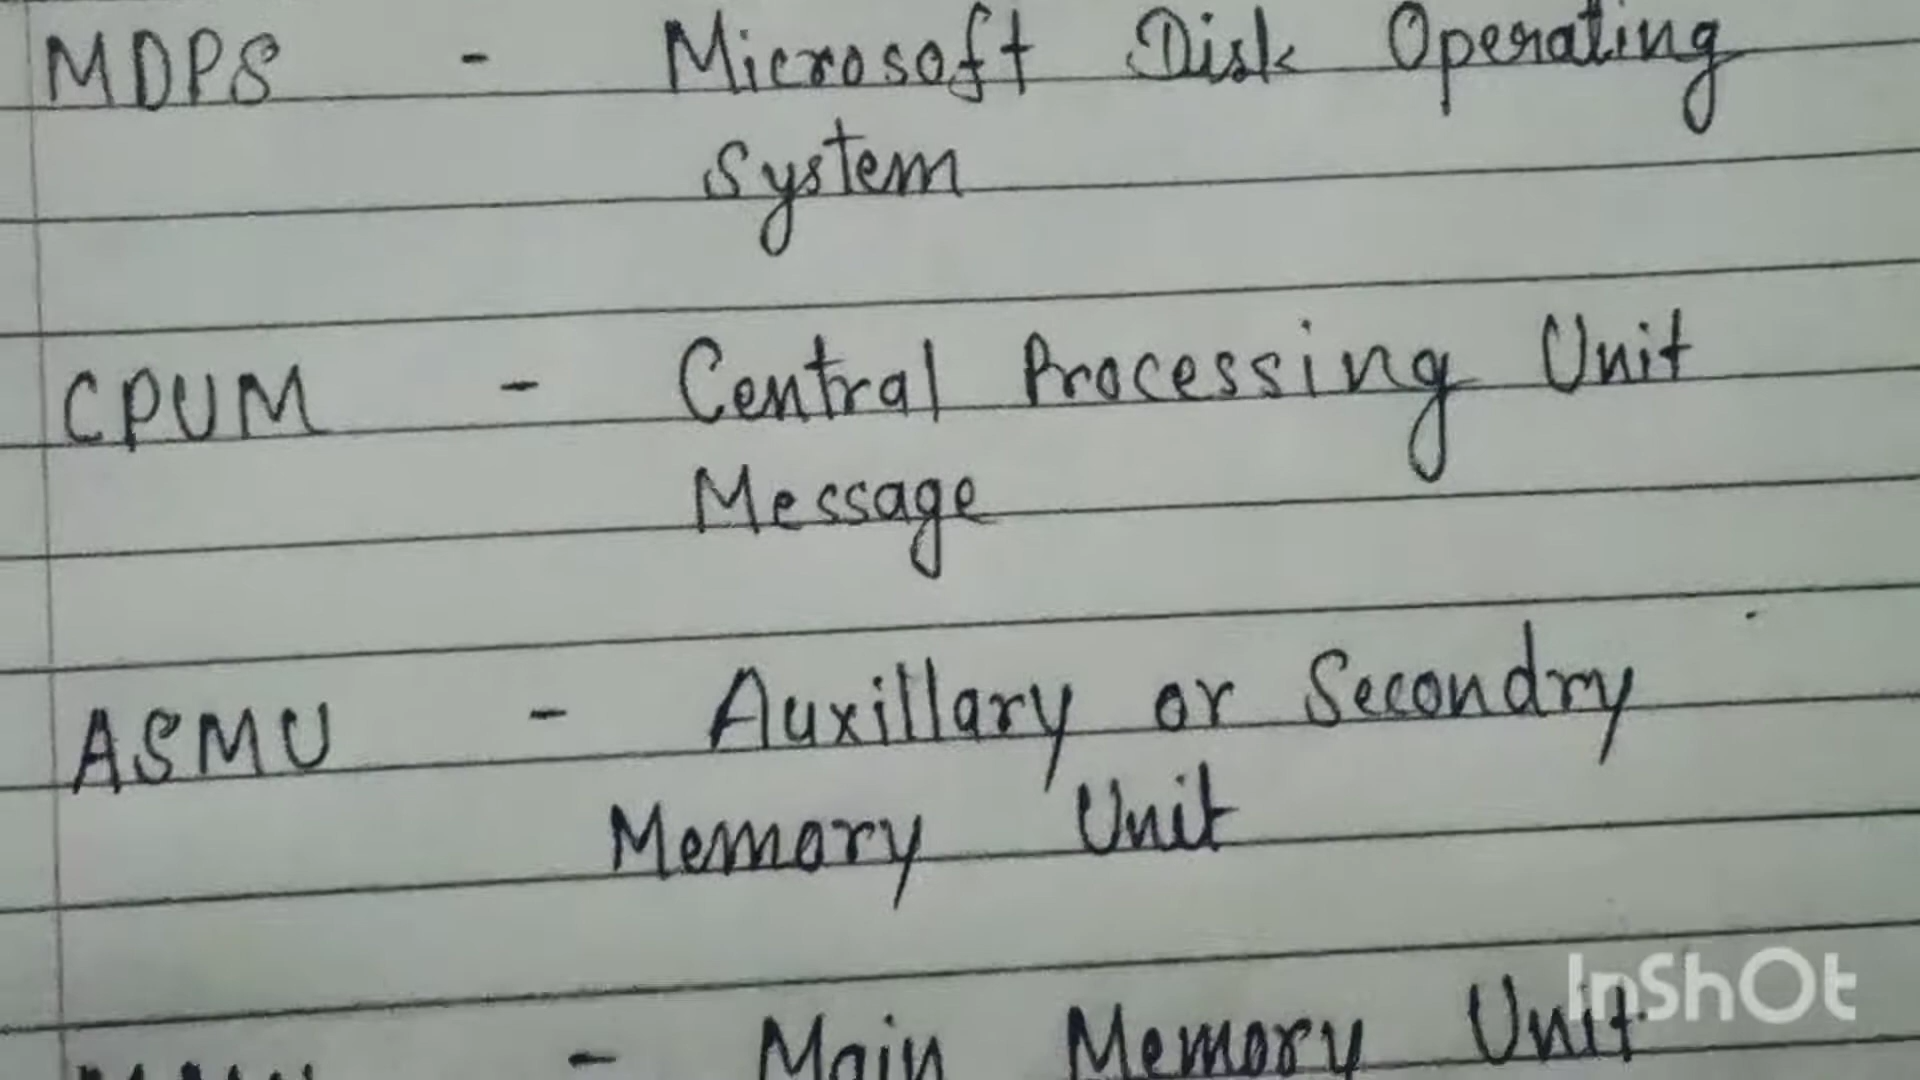 MDPS - Microsoft Disk Operating
System
CPUM - Central Processing Unit
Message
ASMU - Auxillary or Secondry
Memory Unit
- Main Memory Unit
InShOt